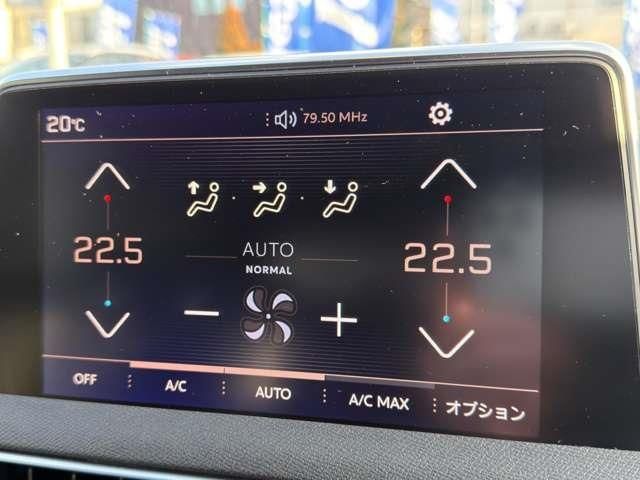 20°C 79.50 MHz
22.5 AUTO 22.5
NORMAL
OFF A/C AUTO A/C MAX オプション